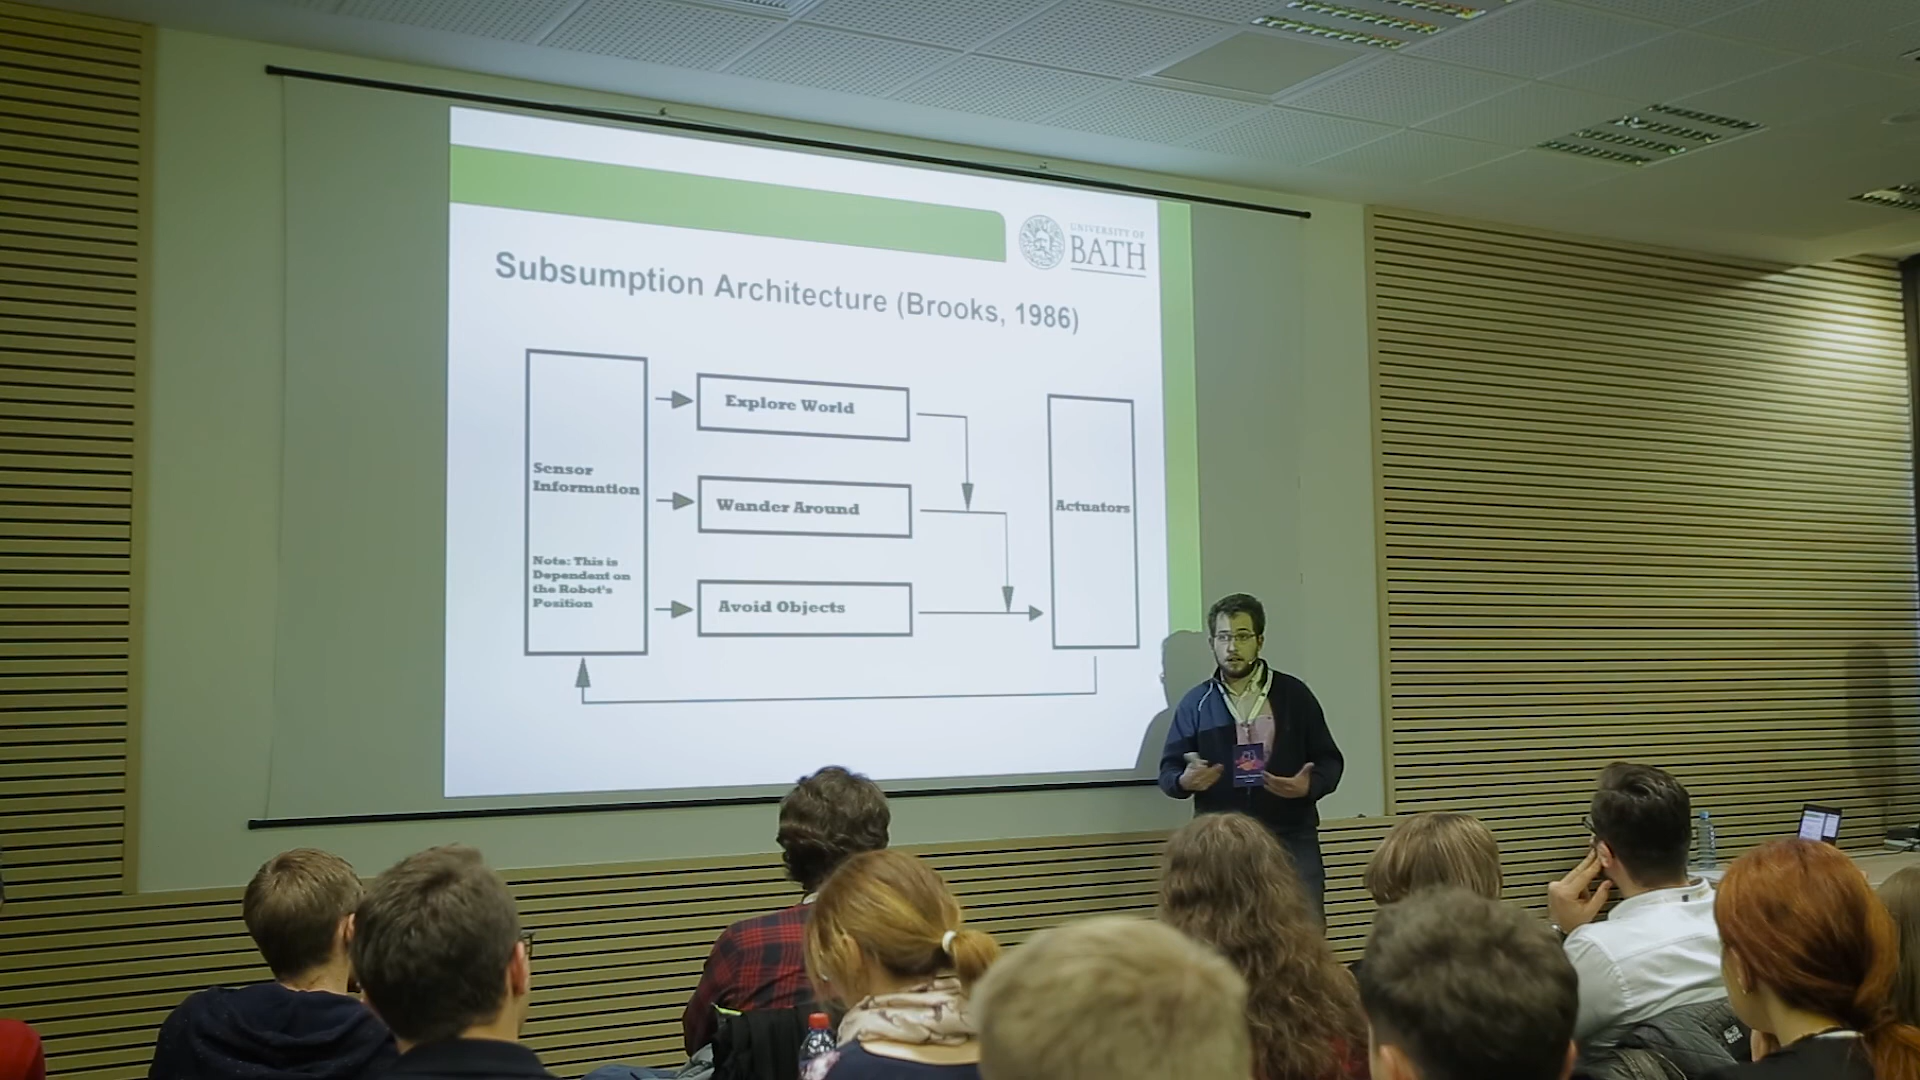 UNIVERSITY OF
BATH
Subsumption Architecture (Brooks, 1986)
Explore World
Sensor
Information
Wander Around
Actuators
Note: This is
Dependent on
the Robot's
Position
Avoid Objects